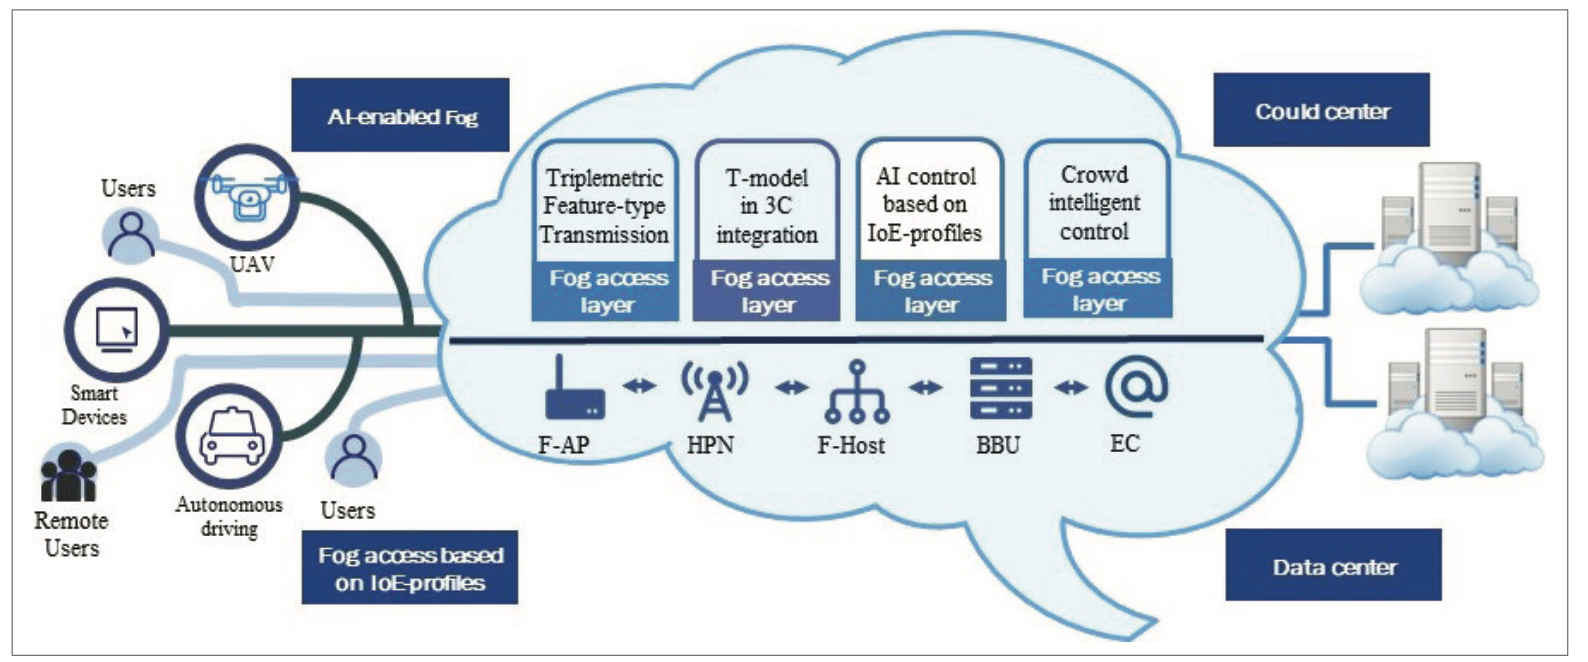 AI-enabled Fog
Could center
Users
UAV
Smart
Devices
Remote
Users
Autonomous
driving
Users
Fog access based
on IoE-profiles
Triplemetric
Feature-type
Transmission
Fog access
layer
T-model
in 3C
integration
Fog access
layer
AI control
based on
IoE-profiles
Fog access
layer
Crowd
intelligent
control
Fog access
layer
F-AP
HPN
F-Host
BBU
EC
Data center